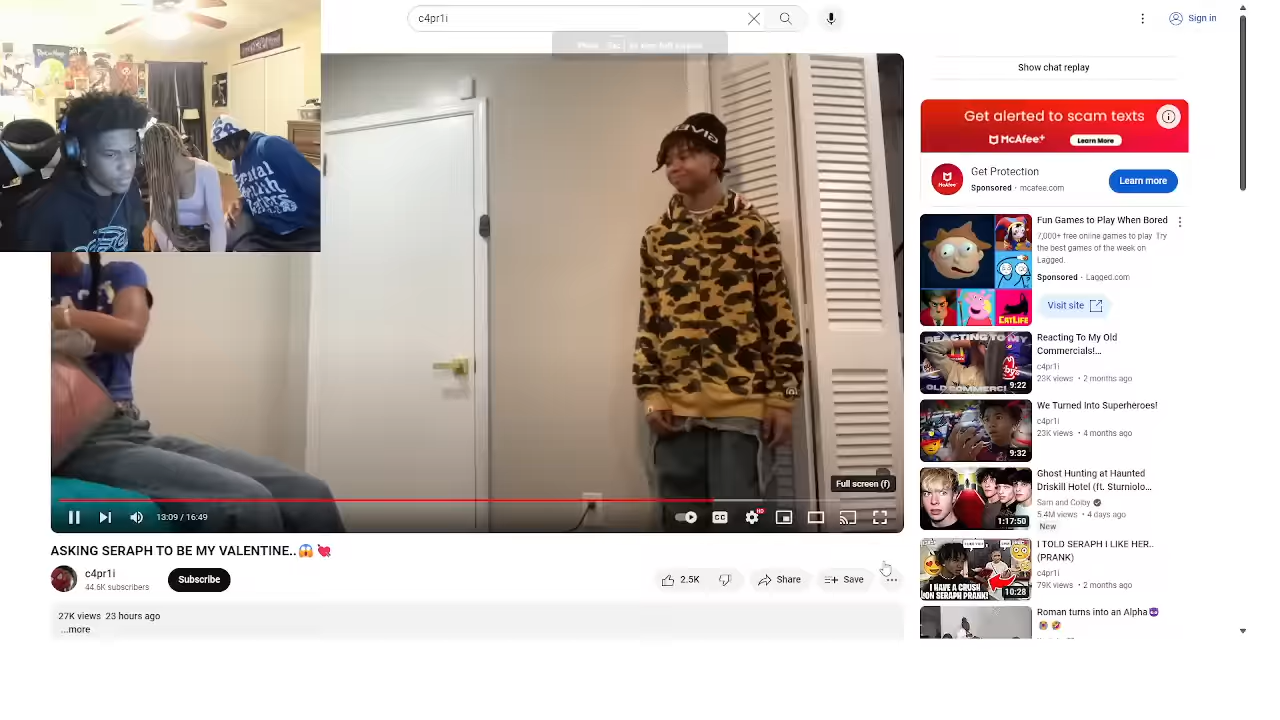 c4pr1i
Sign in
Show chat replay
Get alerted to scam texts
McAfee+
Learn More
Get Protection
Sponsored · mcafee.com
Learn more
Fun Games to Play When Bored
7,000+ free online games to play Try
the best games of the week on
Lagged.
Sponsored · Lagged.com
Visit site
Reacting To My Old
Commercials!...
c4pr1i
23K views • 2 months ago
REACTING TO MY
9:22
We Turned Into Superheroes!
c4pr1i
23K views • 4 months ago
9:32
Ghost Hunting at Haunted
Driskill Hotel (ft. Sturniolo...
Sam and Colby
5.4M views • 4 days ago
New
1:17:50
I TOLD SERAPH I LIKE HER..
(PRANK)
c4pr1i
79K views • 2 months ago
I HAVE A CRUSH
ON SERAPH PRANK!
10:28
Roman turns into an Alpha
Full screen (f)
13:09 / 16:49
CC
HD
ASKING SERAPH TO BE MY VALENTINE..
c4pr1i
44.6K subscribers
Subscribe
2.5K
Share
Save
27K views 23 hours ago
...more